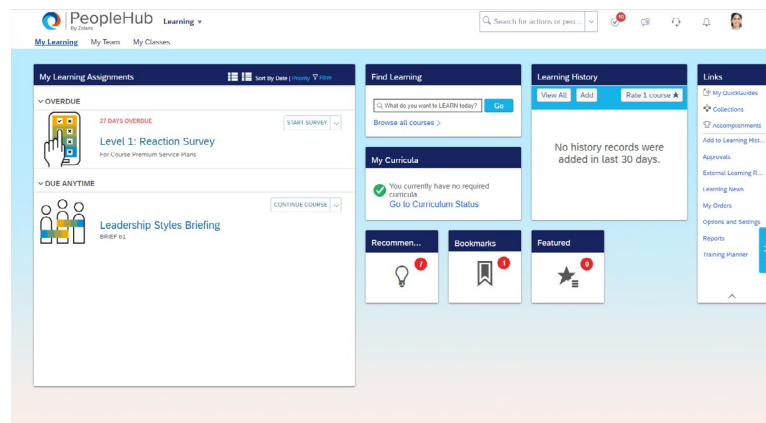 PeopleHub
By Zalaris
Learning
Search for actions or peo...
10
My Learning My Team My Classes
My Learning Assignments
Sort By Date | Priority Filter
OVERDUE
27 DAYS OVERDUE
START SURVEY
Level 1: Reaction Survey
For Course Premium Service Plans
DUE ANYTIME
CONTINUE COURSE
Leadership Styles Briefing
BRIEF b1
Find Learning
What do you want to LEARN today? Go
Browse all courses >
My Curricula
You currently have no required
curricula
Go to Curriculum Status
Recommen...
7
Bookmarks
1
Featured
0
Learning History
View All Add Rate 1 course ★
No history records were
added in last 30 days.
Links
My QuickGuides
Collections
Accomplishments
Add to Learning Hist...
Approvals
External Learning R...
Learning News
My Orders
Options and Settings
Reports
Training Planner